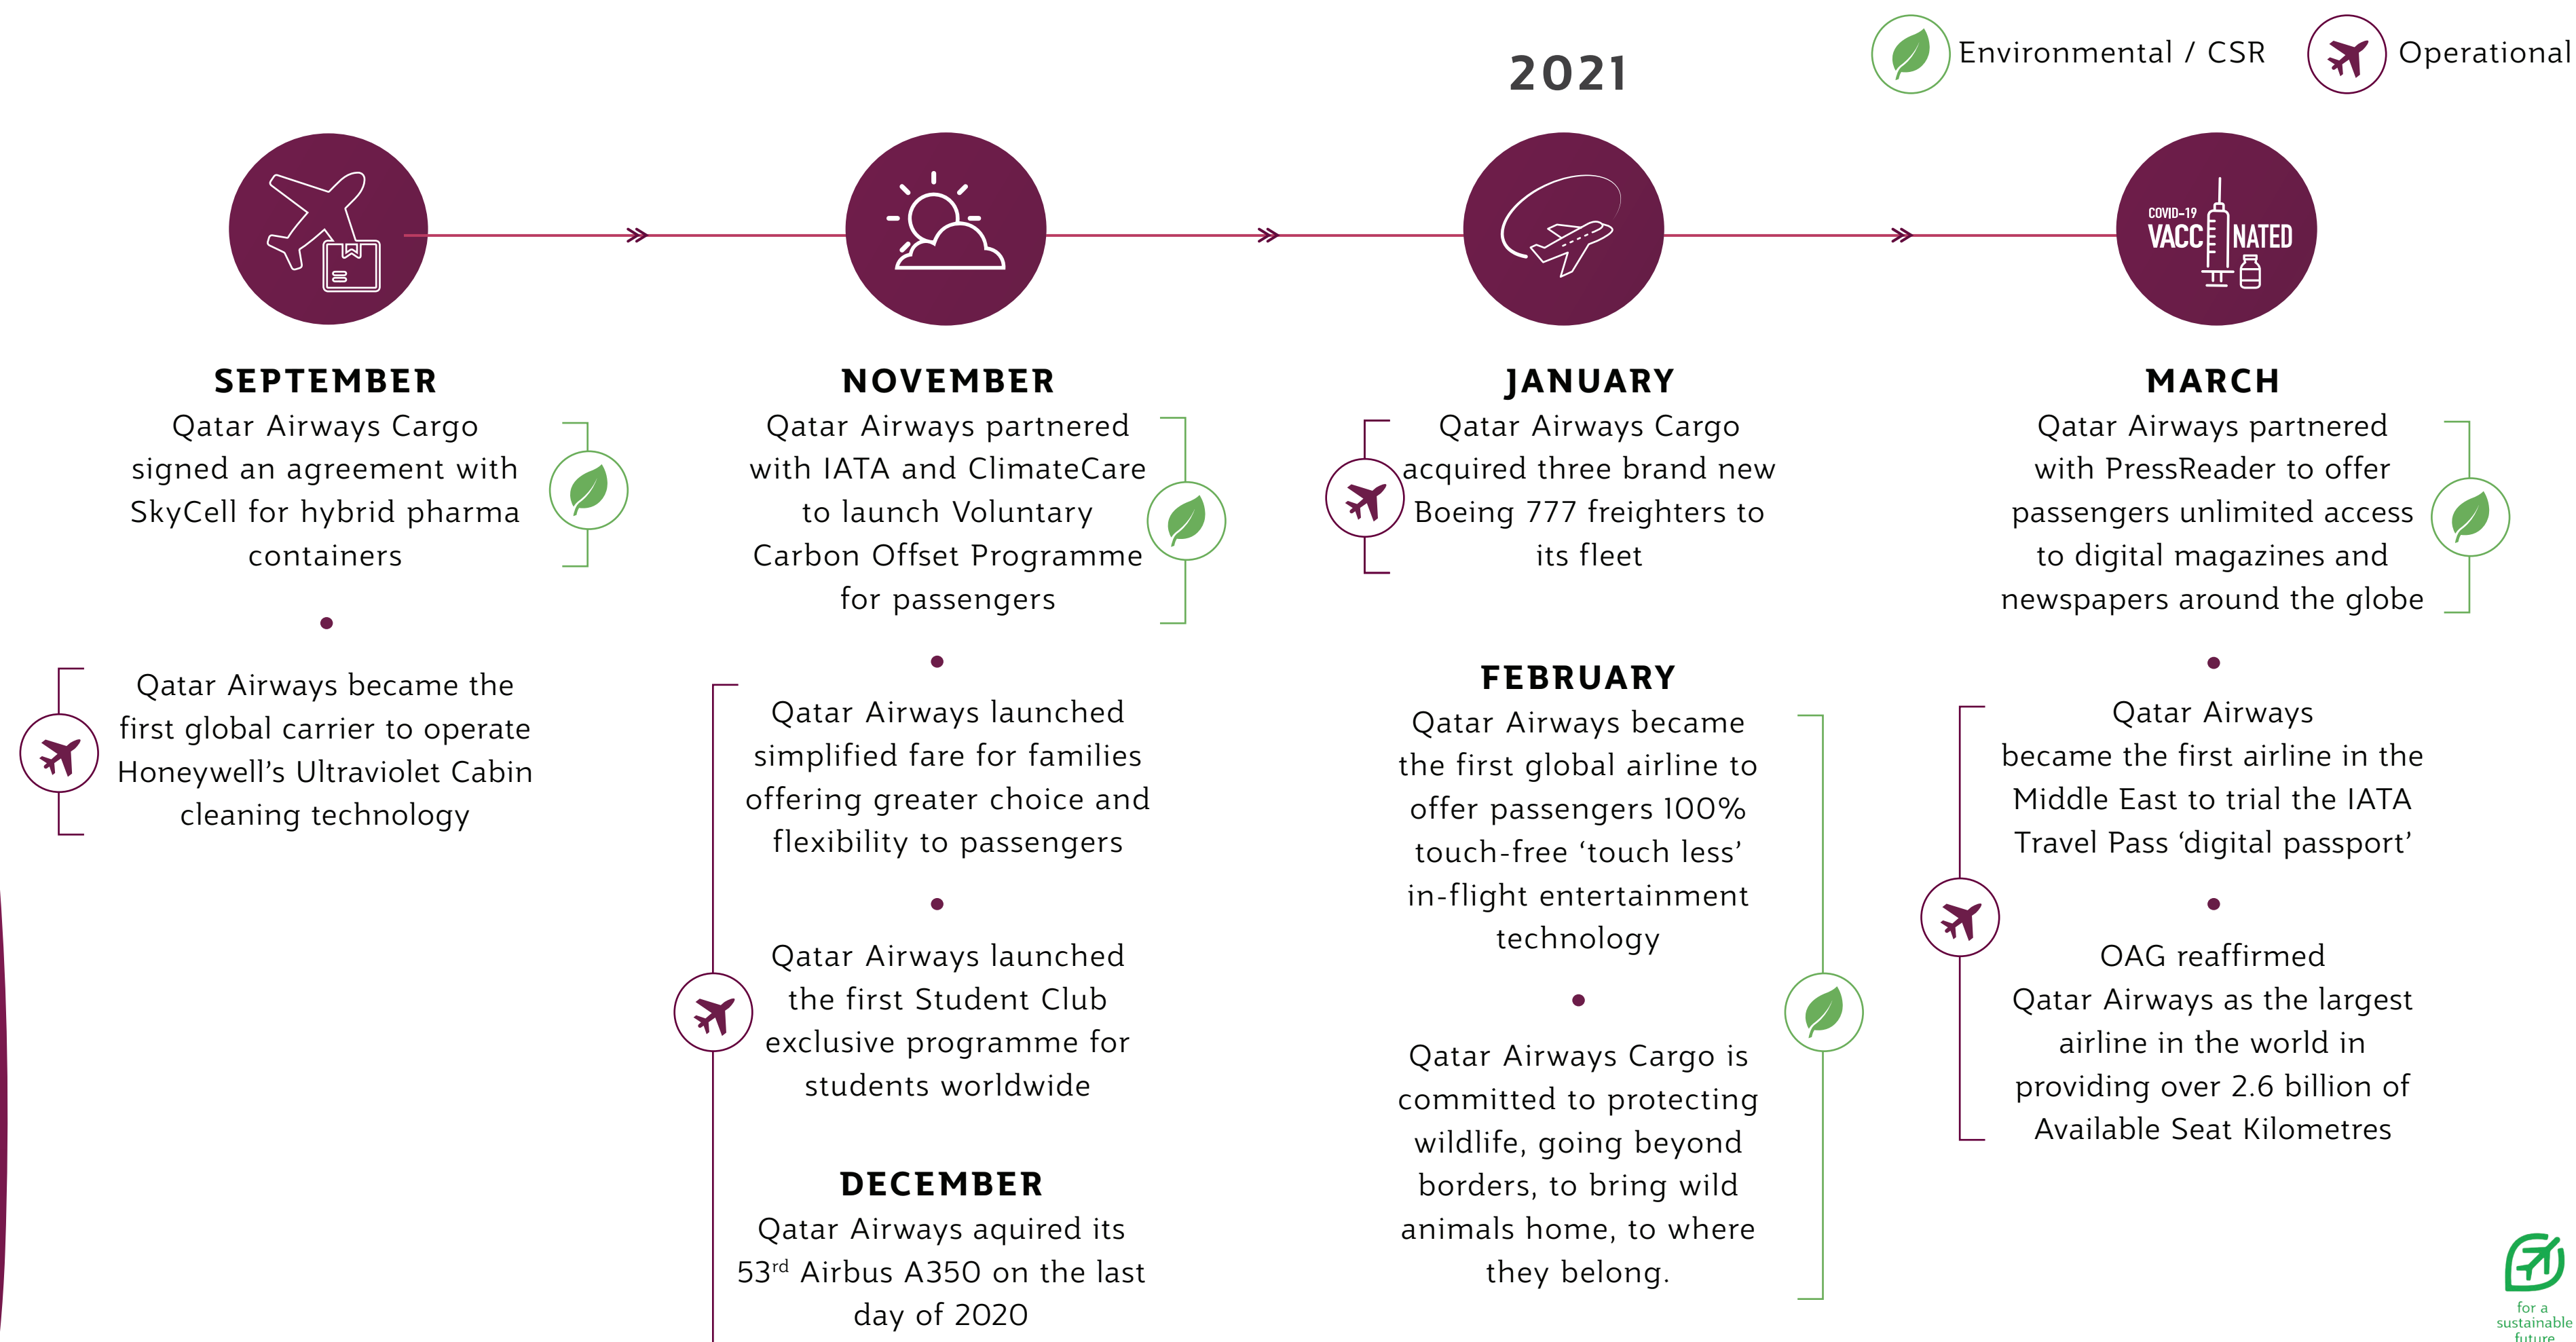 Environmental / CSR
Operational
2021
COVID-19
VACC NATED
SEPTEMBER
Qatar Airways Cargo
signed an agreement with
SkyCell for hybrid pharma
containers
Qatar Airways became the
first global carrier to operate
Honeywell’s Ultraviolet Cabin
cleaning technology
NOVEMBER
Qatar Airways partnered
with IATA and ClimateCare
to launch Voluntary
Carbon Offset Programme
for passengers
Qatar Airways launched
simplified fare for families
offering greater choice and
flexibility to passengers
Qatar Airways launched
the first Student Club
exclusive programme for
students worldwide
DECEMBER
Qatar Airways aquired its
53rd Airbus A350 on the last
day of 2020
JANUARY
Qatar Airways Cargo
acquired three brand new
Boeing 777 freighters to
its fleet
FEBRUARY
Qatar Airways became
the first global airline to
offer passengers 100%
touch-free ‘touch less’
in-flight entertainment
technology
Qatar Airways Cargo is
committed to protecting
wildlife, going beyond
borders, to bring wild
animals home, to where
they belong.
MARCH
Qatar Airways partnered
with PressReader to offer
passengers unlimited access
to digital magazines and
newspapers around the globe
Qatar Airways
became the first airline in the
Middle East to trial the IATA
Travel Pass ‘digital passport’
OAG reaffirmed
Qatar Airways as the largest
airline in the world in
providing over 2.6 billion of
Available Seat Kilometres
for a
sustainable
future